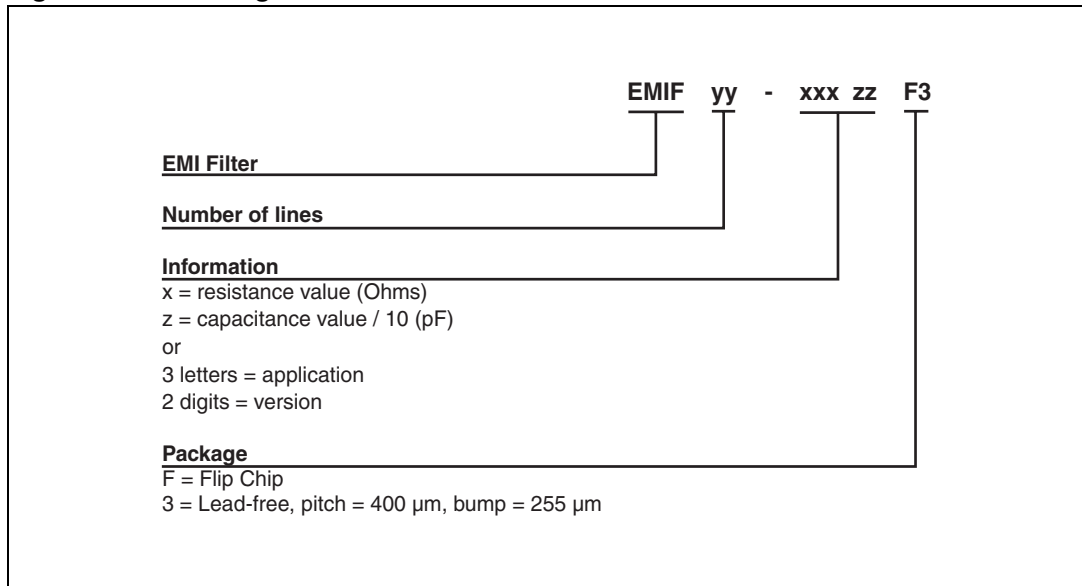 EMIF yy - xxx zz F3
EMI Filter
Number of lines
Information
x = resistance value (Ohms)
z = capacitance value / 10 (pF)
or
3 letters = application
2 digits = version
Package
F = Flip Chip
3 = Lead-free, pitch = 400 µm, bump = 255 µm